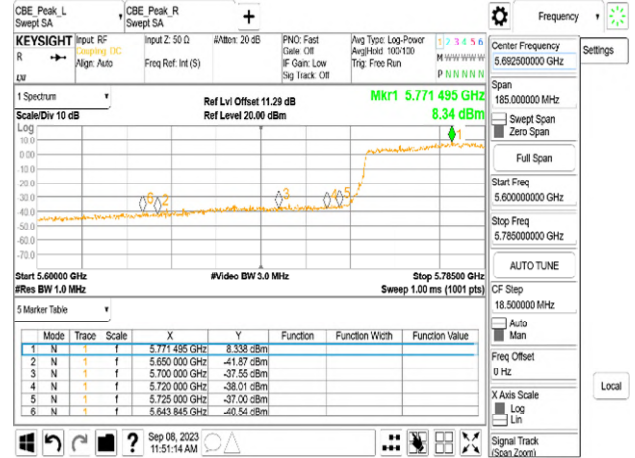 CBE_Peak_L
Swept SA
CBE_Peak_R
Swept SA
+
Frequency
KEYSIGHT
R
Input: RF
Coupling: DC
Align: Auto
Input Z: 50 Ω
Freq Ref: Int (S)
#Atten: 20 dB
PNO: Fast
Gate: Off
IF Gain: Low
Sig Track: Off
Avg Type: Log-Power
Avg|Hold: 100/100
Trig: Free Run
1 2 3 4 5 6
M W W W W W
P N N N N N
1 Spectrum
Scale/Div 10 dB
Log
Ref Lvl Offset 11.29 dB
Ref Level 20.00 dBm
Mkr1 5.771 495 GHz
8.34 dBm
10.0
0.00
-10.0
-20.0
-30.0
-40.0
-50.0
-60.0
-70.0
6 2 3 4 5 1
Start 5.60000 GHz
#Res BW 1.0 MHz
#Video BW 3.0 MHz
Stop 5.78500 GHz
Sweep 1.00 ms (1001 pts)
5 Marker Table
Mode Trace Scale X Y Function Function Width Function Value
1 N 1 f 5.771 495 GHz 8.338 dBm
2 N 1 f 5.650 000 GHz -41.87 dBm
3 N 1 f 5.700 000 GHz -37.55 dBm
4 N 1 f 5.720 000 GHz -38.01 dBm
5 N 1 f 5.725 000 GHz -37.00 dBm
6 N 1 f 5.643 845 GHz -40.54 dBm
Sep 08, 2023
11:51:14 AM
?
Center Frequency
5.692500000 GHz
Settings
Span
185.000000 MHz
Swept Span
Zero Span
Full Span
Start Freq
5.600000000 GHz
Stop Freq
5.785000000 GHz
AUTO TUNE
CF Step
18.500000 MHz
Auto
Man
Freq Offset
0 Hz
X Axis Scale
Log
Lin
Local
Signal Track
(Span Zoom)